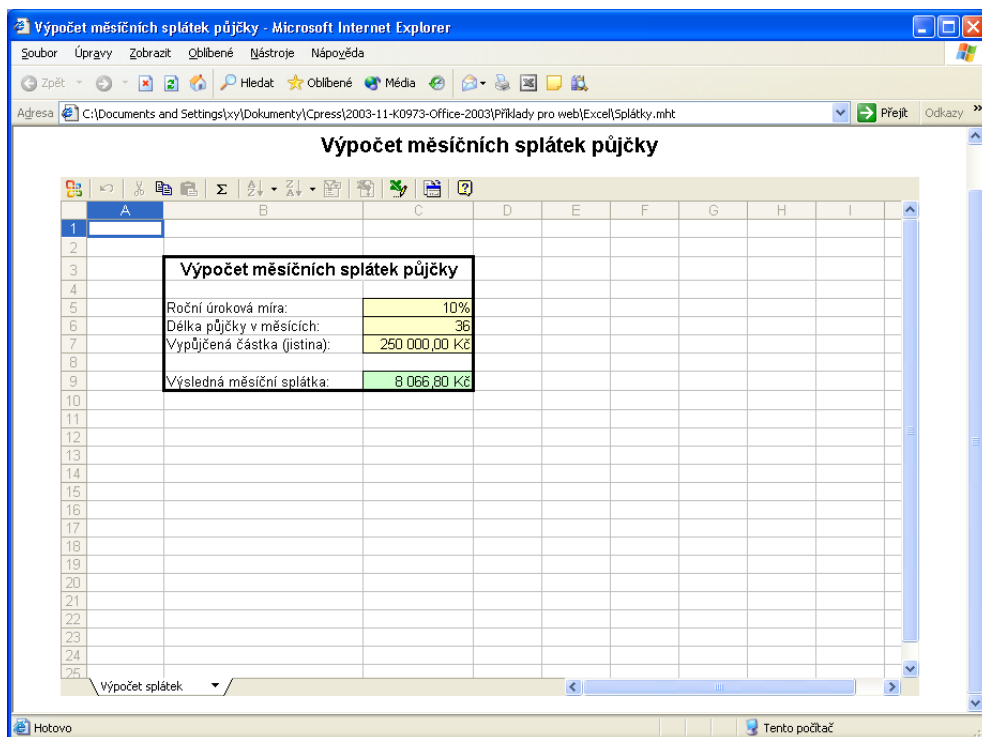 Výpočet měsíčních splátek půjčky - Microsoft Internet Explorer
Soubor Úpravy Zobrazit Oblíbené Nástroje Nápověda
Zpět Hledat Oblíbené Média
Adresa C:\Documents and Settings\xy\Dokumenty\Cpress\2003-11-K0973-Office-2003\Příklady pro web\Excel\Splátky.mht Přejít Odkazy »
Výpočet měsíčních splátek půjčky
A B C D E F G H I
1
2
3 Výpočet měsíčních splátek půjčky
4
5 Roční úroková míra: 10%
6 Délka půjčky v měsících: 36
7 Vypůjčená částka (jistina): 250 000,00 Kč
8
9 Výsledná měsíční splátka: 8 066,80 Kč
10
11
12
13
14
15
16
17
18
19
20
21
22
23
24
25
Výpočet splátek
Hotovo Tento počítač